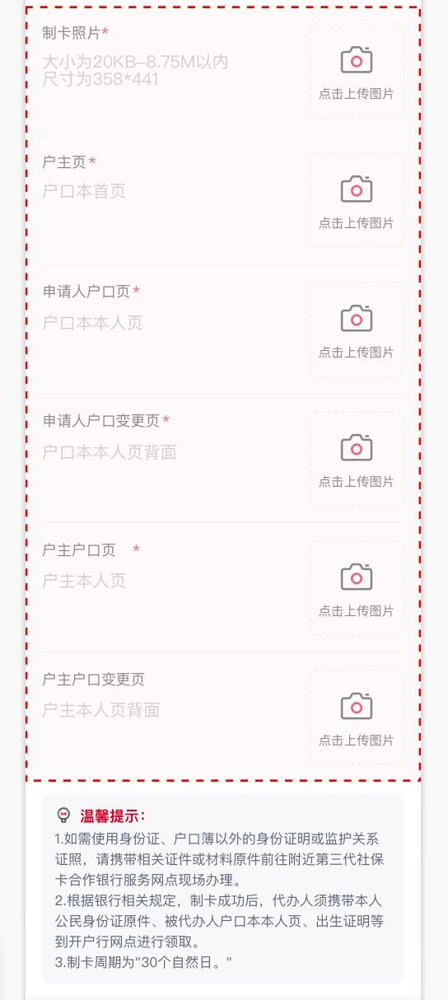 制卡照片*
大小为20KB-8.75M以内
尺寸为358*441
点击上传图片
户主页*
户口本首页
点击上传图片
申请人户口页*
户口本本人页
点击上传图片
申请人户口变更页*
户口本本人页背面
点击上传图片
户主户口页 *
户主本人页
点击上传图片
户主户口变更页
户主本人页背面
点击上传图片
温馨提示：
1.如需使用身份证、户口簿以外的身份证明或监护关系
证照，请携带相关证件或材料原件前往附近第三代社保
卡合作银行服务网点现场办理。
2.根据银行相关规定，制卡成功后，代办人须携带本人
公民身份证原件、被代办人户口本本人页、出生证明等
到开户行网点进行领取。
3.制卡周期为"30个自然日。"